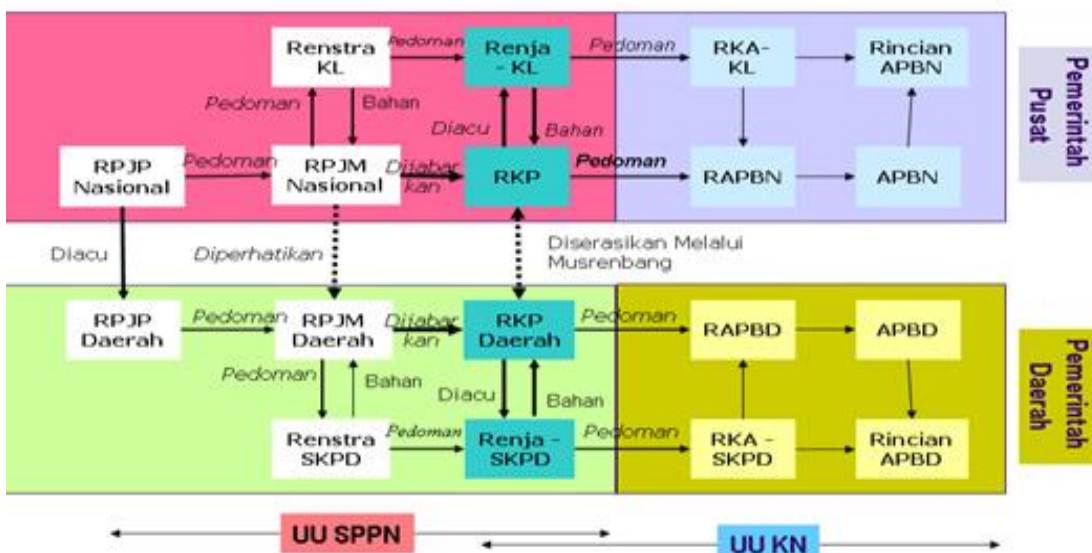 Renstra
KL
Pedoman
Renja
- KL
Pedoman
RKA-
KL
Rincian
APBN
Pemerintah
Pusat
Pedoman
Bahan
Diacu
Bahan
RPJP
Nasional
Pedoman
RPJM
Nasional
Dijabar
kan
RKP
Pedoman
RAPBN
APBN
Diacu
Diperhatikan
Diserasikan Melalui
Musrenbang
RPJP
Daerah
Pedoman
RPJM
Daerah
Dijabar
kan
RKP
Daerah
Pedoman
RAPBD
APBD
Pemerintah
Daerah
Pedoman
Bahan
Diacu
Bahan
Renstra
SKPD
Pedoman
Renja -
SKPD
Pedoman
RKA -
SKPD
Rincian
APBD
UU SPPN
UU KN